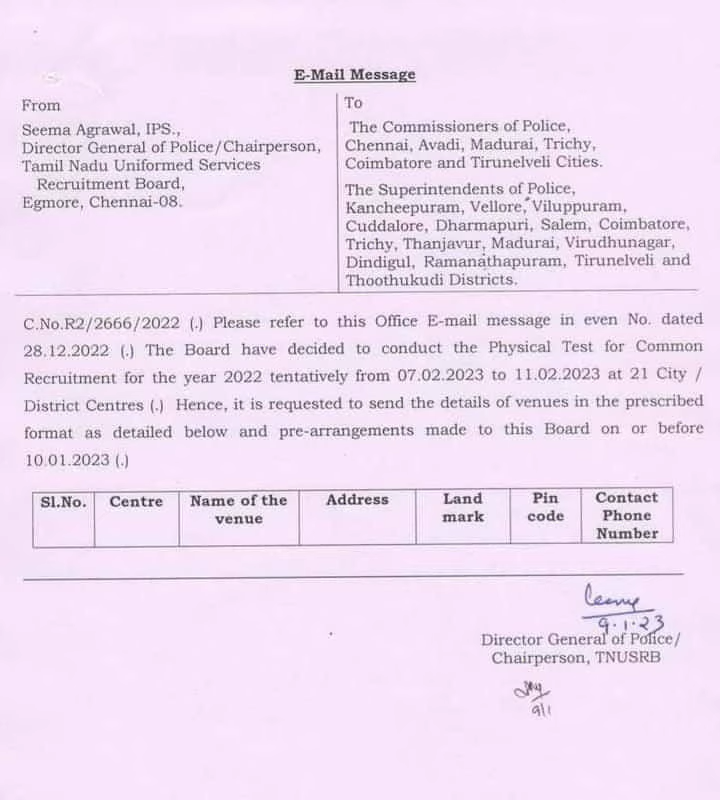 E-Mail Message
From
Seema Agrawal, IPS.,
Director General of Police/Chairperson,
Tamil Nadu Uniformed Services
Recruitment Board,
Egmore, Chennai-08.
To
The Commissioners of Police,
Chennai, Avadi, Madurai, Trichy,
Coimbatore and Tirunelveli Cities.
The Superintendents of Police,
Kancheepuram, Vellore, Viluppuram,
Cuddalore, Dharmapuri, Salem, Coimbatore,
Trichy, Thanjavur, Madurai, Virudhunagar,
Dindigul, Ramanathapuram, Tirunelveli and
Thoothukudi Districts.
C.No.R2/2666/2022 (.) Please refer to this Office E-mail message in even No. dated
28.12.2022 (.) The Board have decided to conduct the Physical Test for Common
Recruitment for the year 2022 tentatively from 07.02.2023 to 11.02.2023 at 21 City /
District Centres (.) Hence, it is requested to send the details of venues in the prescribed
format as detailed below and pre-arrangements made to this Board on or before
10.01.2023 (.)
Sl.No. Centre Name of the venue Address Land mark Pin code Contact Phone Number
9.1.23
Director General of Police/
Chairperson, TNUSRB
9/1